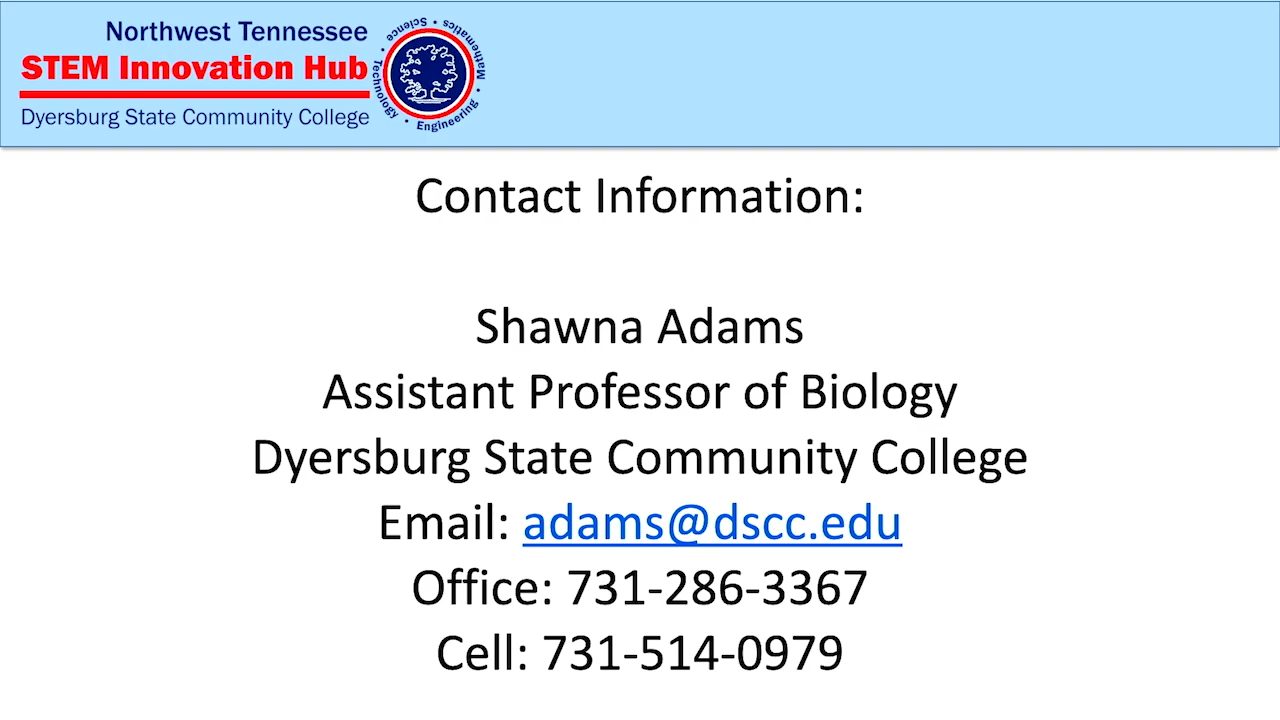 Northwest Tennessee
STEM Innovation Hub
Dyersburg State Community College
Science • Mathematics • Engineering • Technology •
Contact Information:
Shawna Adams
Assistant Professor of Biology
Dyersburg State Community College
Email: adams@dscc.edu
Office: 731-286-3367
Cell: 731-514-0979